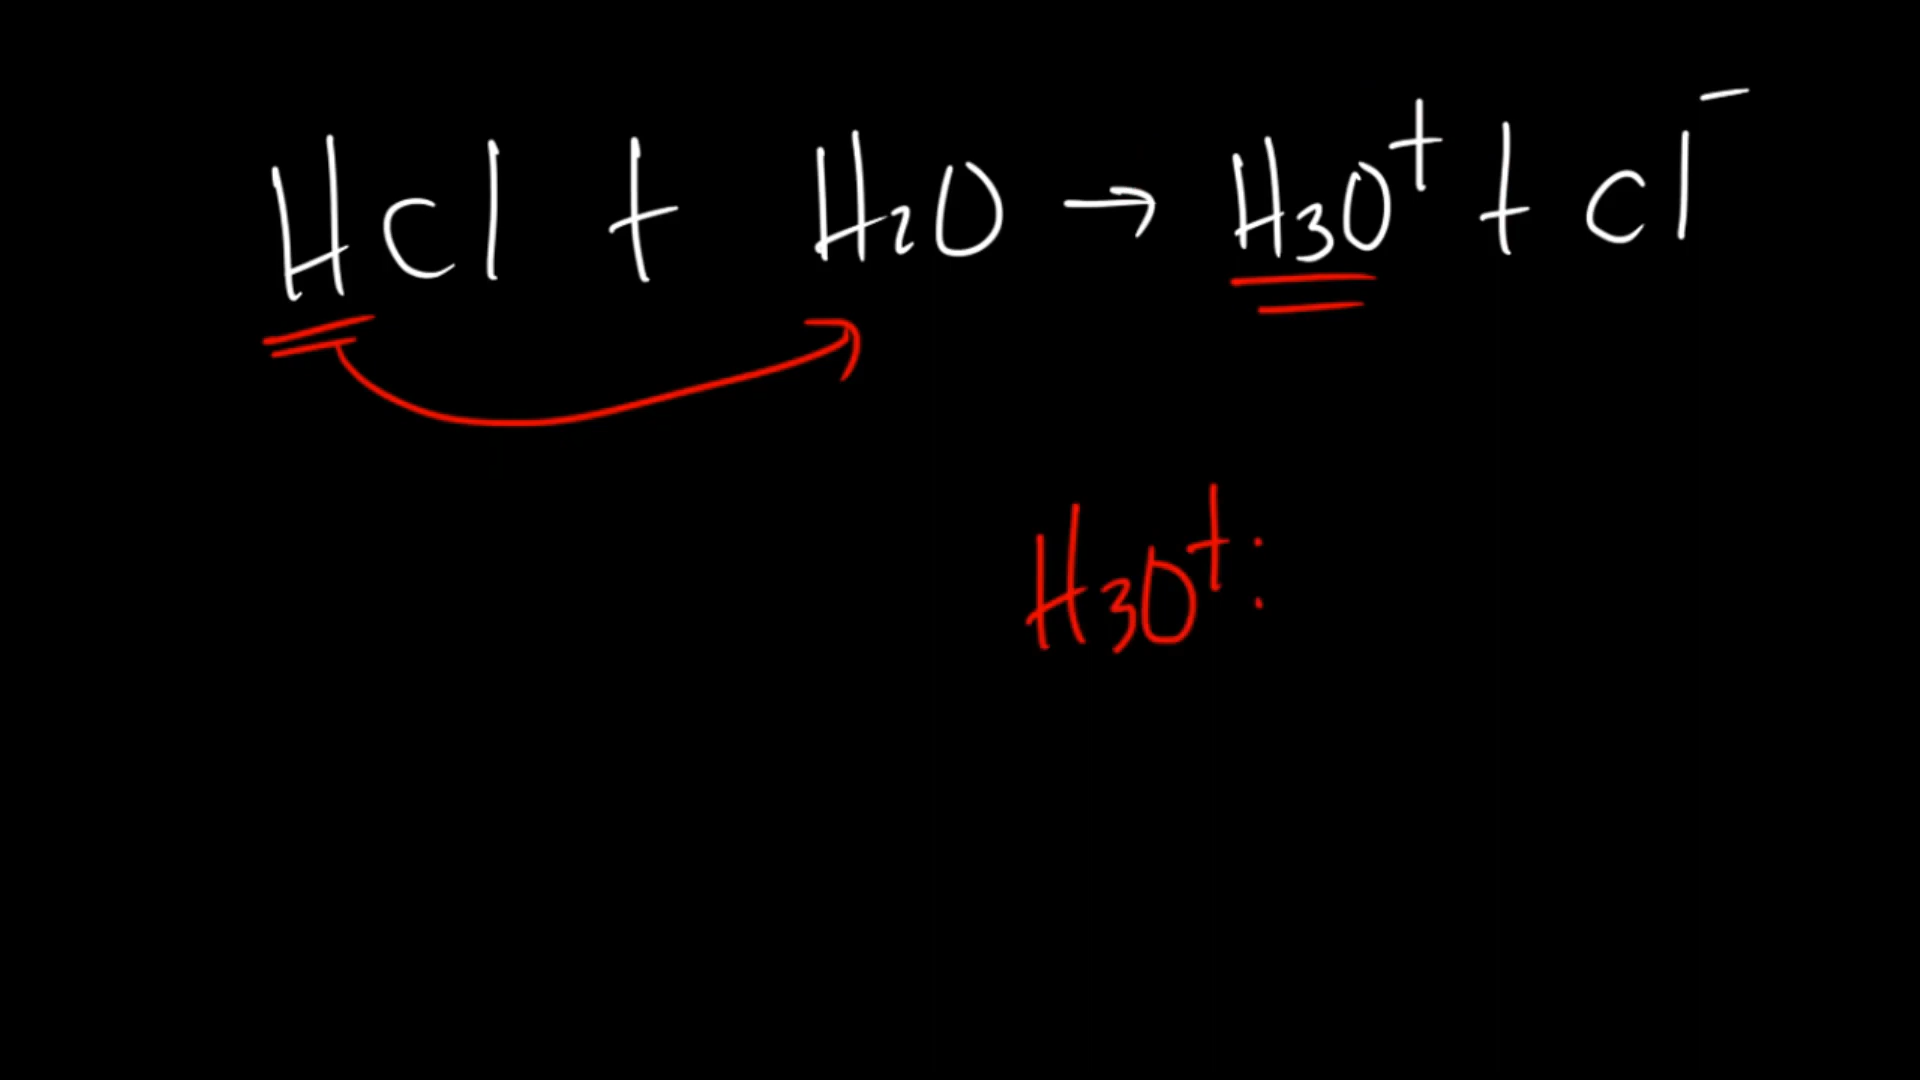 HCl + H₂O → H₃O⁺ + Cl⁻
H₃O⁺: